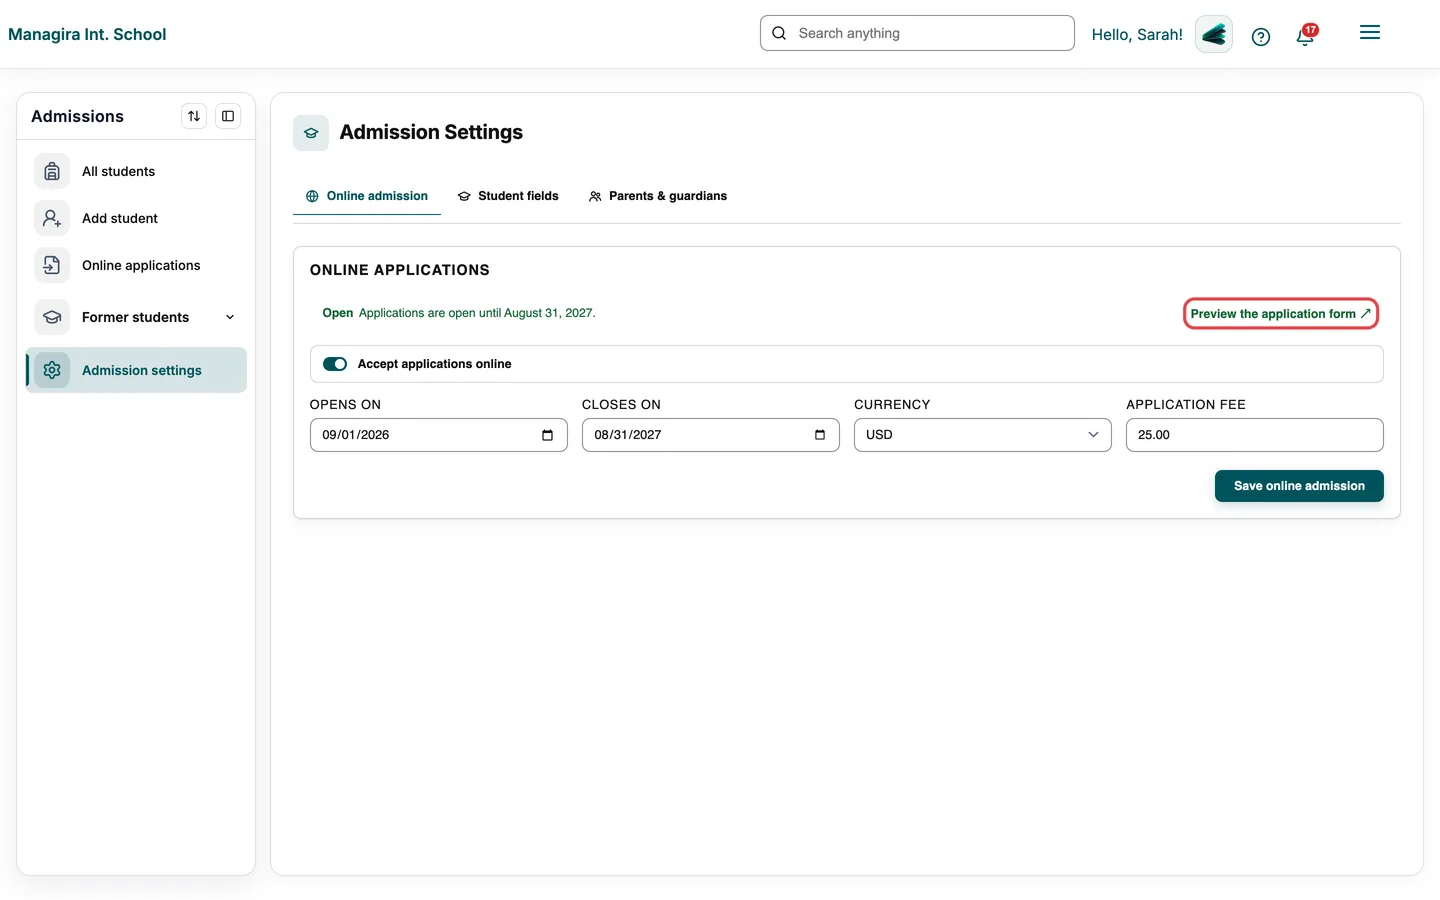 Managira Int. School
Search anything
Hello, Sarah!
17
Admissions
All students
Add student
Online applications
Former students
Admission settings
Admission Settings
Online admission
Student fields
Parents & guardians
ONLINE APPLICATIONS
Open Applications are open until August 31, 2027.
Preview the application form ↗
Accept applications online
OPENS ON
CLOSES ON
CURRENCY
APPLICATION FEE
09/01/2026
08/31/2027
USD
25.00
Save online admission